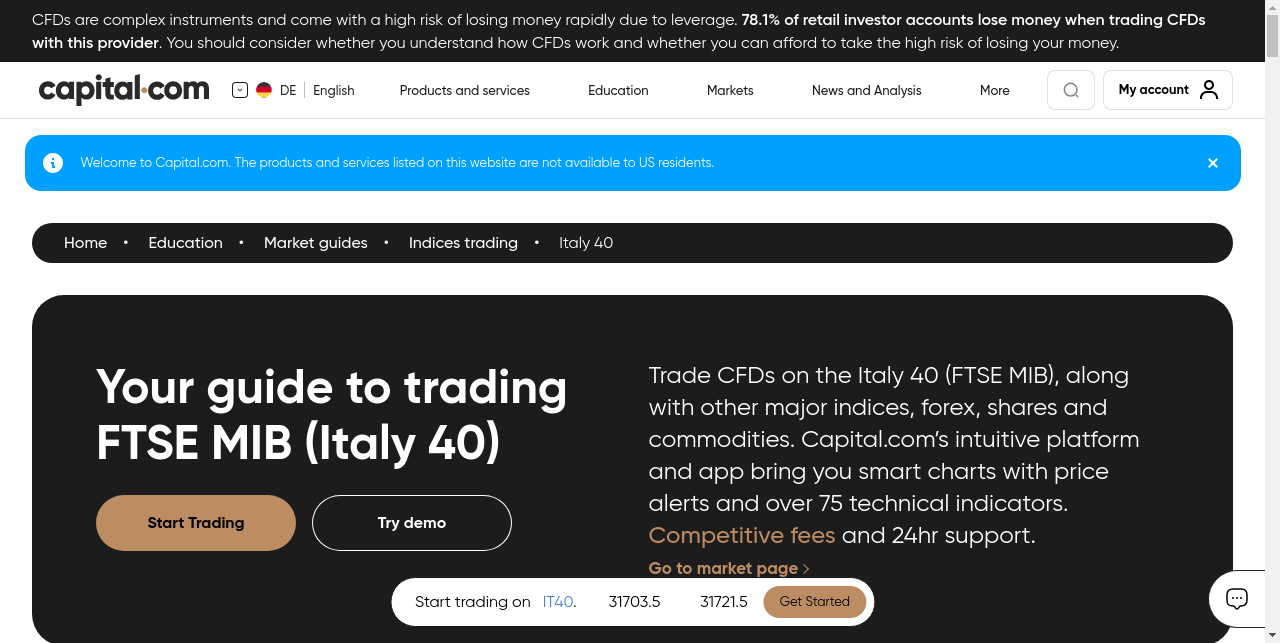 CFDs are complex instruments and come with a high risk of losing money rapidly due to leverage. 78.1% of retail investor accounts lose money when trading CFDs
with this provider. You should consider whether you understand how CFDs work and whether you can afford to take the high risk of losing your money.
capital.com
DE
English
Products and services
Education
Markets
News and Analysis
More
My account
Welcome to Capital.com. The products and services listed on this website are not available to US residents.
Home • Education • Market guides • Indices trading • Italy 40
Your guide to trading
FTSE MIB (Italy 40)
Start Trading
Try demo
Trade CFDs on the Italy 40 (FTSE MIB), along
with other major indices, forex, shares and
commodities. Capital.com’s intuitive platform
and app bring you smart charts with price
alerts and over 75 technical indicators.
Competitive fees and 24hr support.
Go to market page
Start trading on IT40. 31703.5 31721.5 Get Started